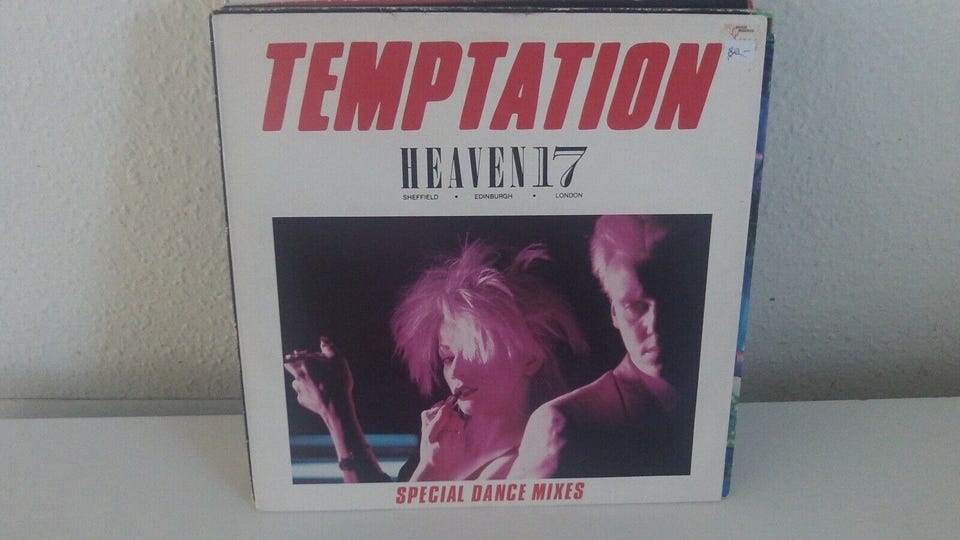 TEMPTATION
HEAVEN 17
SHEFFIELD • EDINBURGH • LONDON
SPECIAL DANCE MIXES